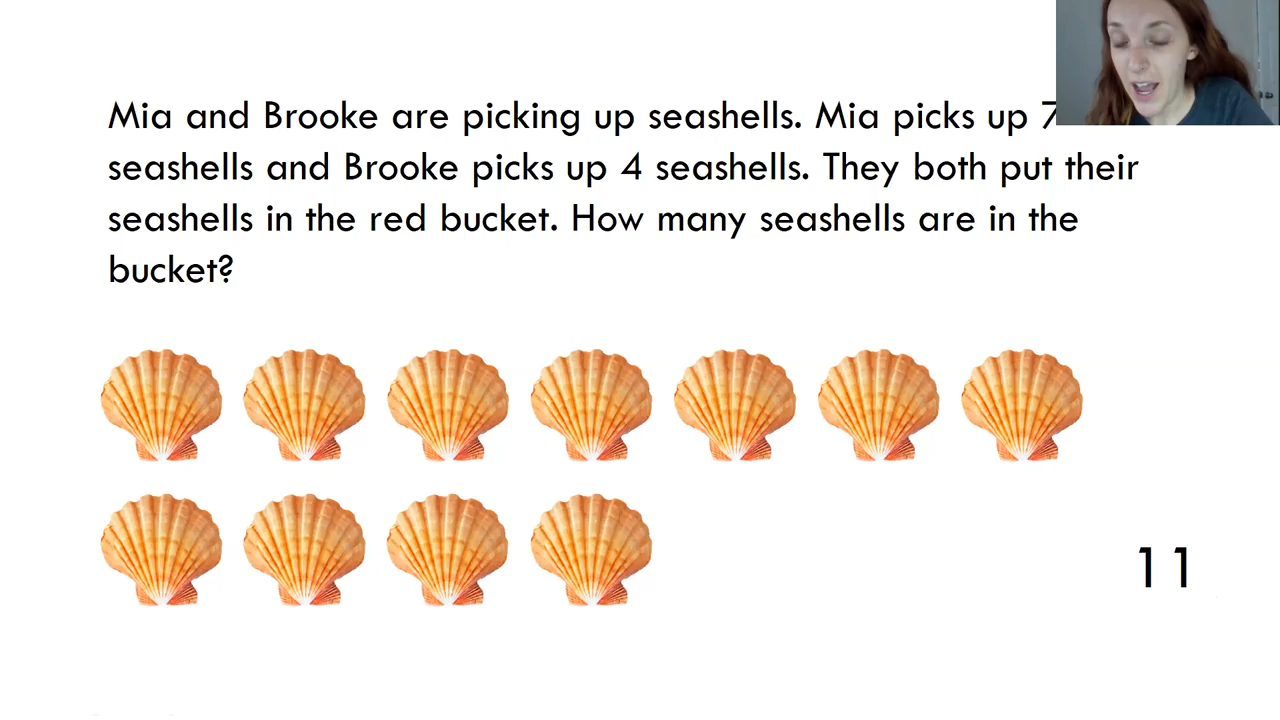 Mia and Brooke are picking up seashells. Mia picks up 7
seashells and Brooke picks up 4 seashells. They both put their
seashells in the red bucket. How many seashells are in the
bucket?
11